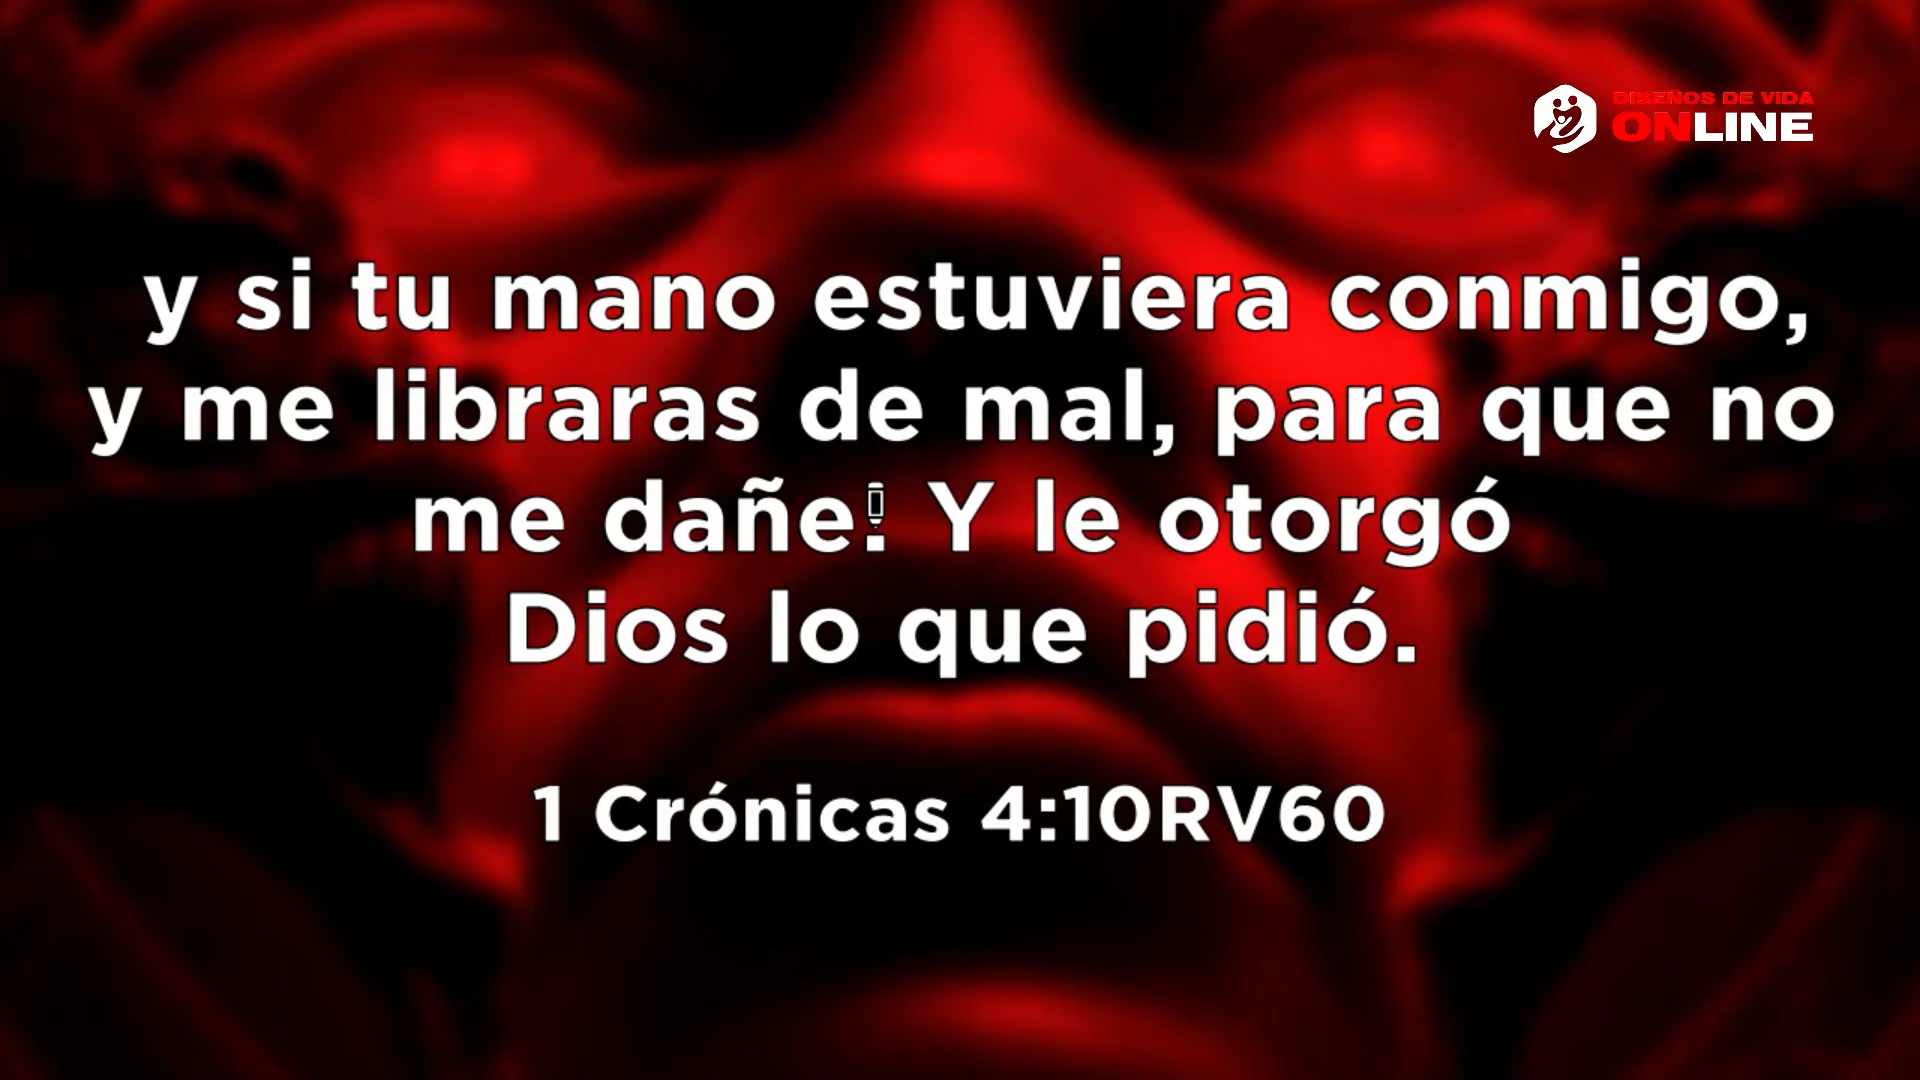 DISEÑOS DE VIDA
ONLINE
y si tu mano estuviera conmigo,
y me libraras de mal, para que no
me dañe! Y le otorgó
Dios lo que pidió.
1 Crónicas 4:10RV60